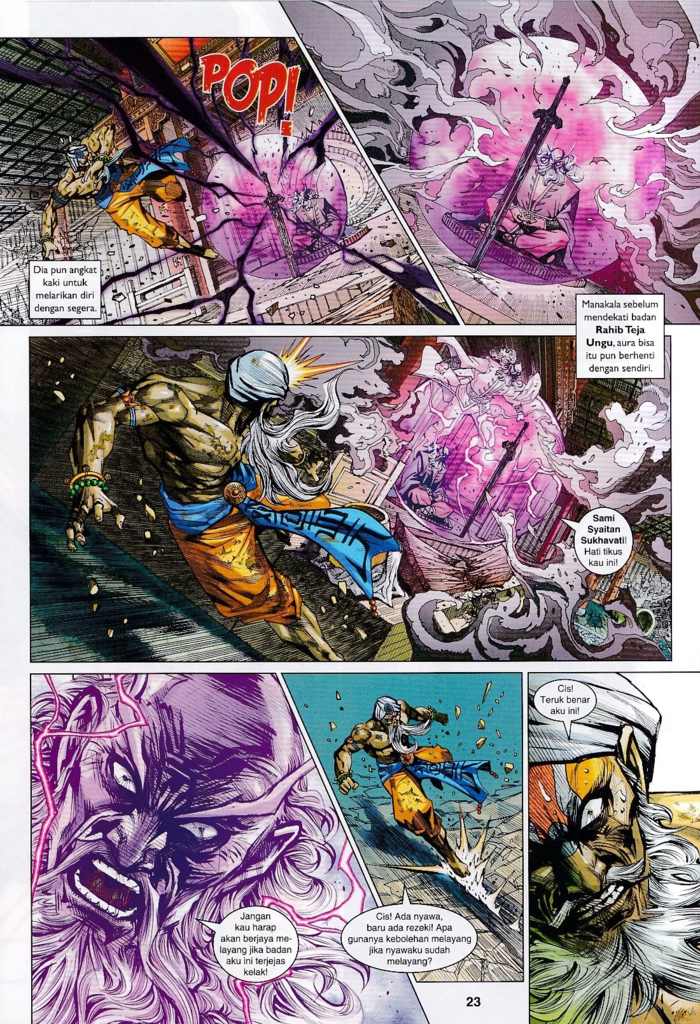 POP!
Dia pun angkat
kaki untuk
melarikan diri
dengan segera.
Manakala sebelum
mendekati badan
Rahib Teja
Ungu, aura bisa
itu pun berhenti
dengan sendiri.
Sami
Syaitan
Sukhavati!
Hati tikus
kau ini!
Jangan
kau harap
akan berjaya me-
layang jika badan
aku ini terjejas
kelak!
Cis! Ada nyawa,
baru ada rezeki! Apa
gunanya kebolehan melayang
jika nyawaku sudah
melayang?
Cis!
Teruk benar
aku ini!
23